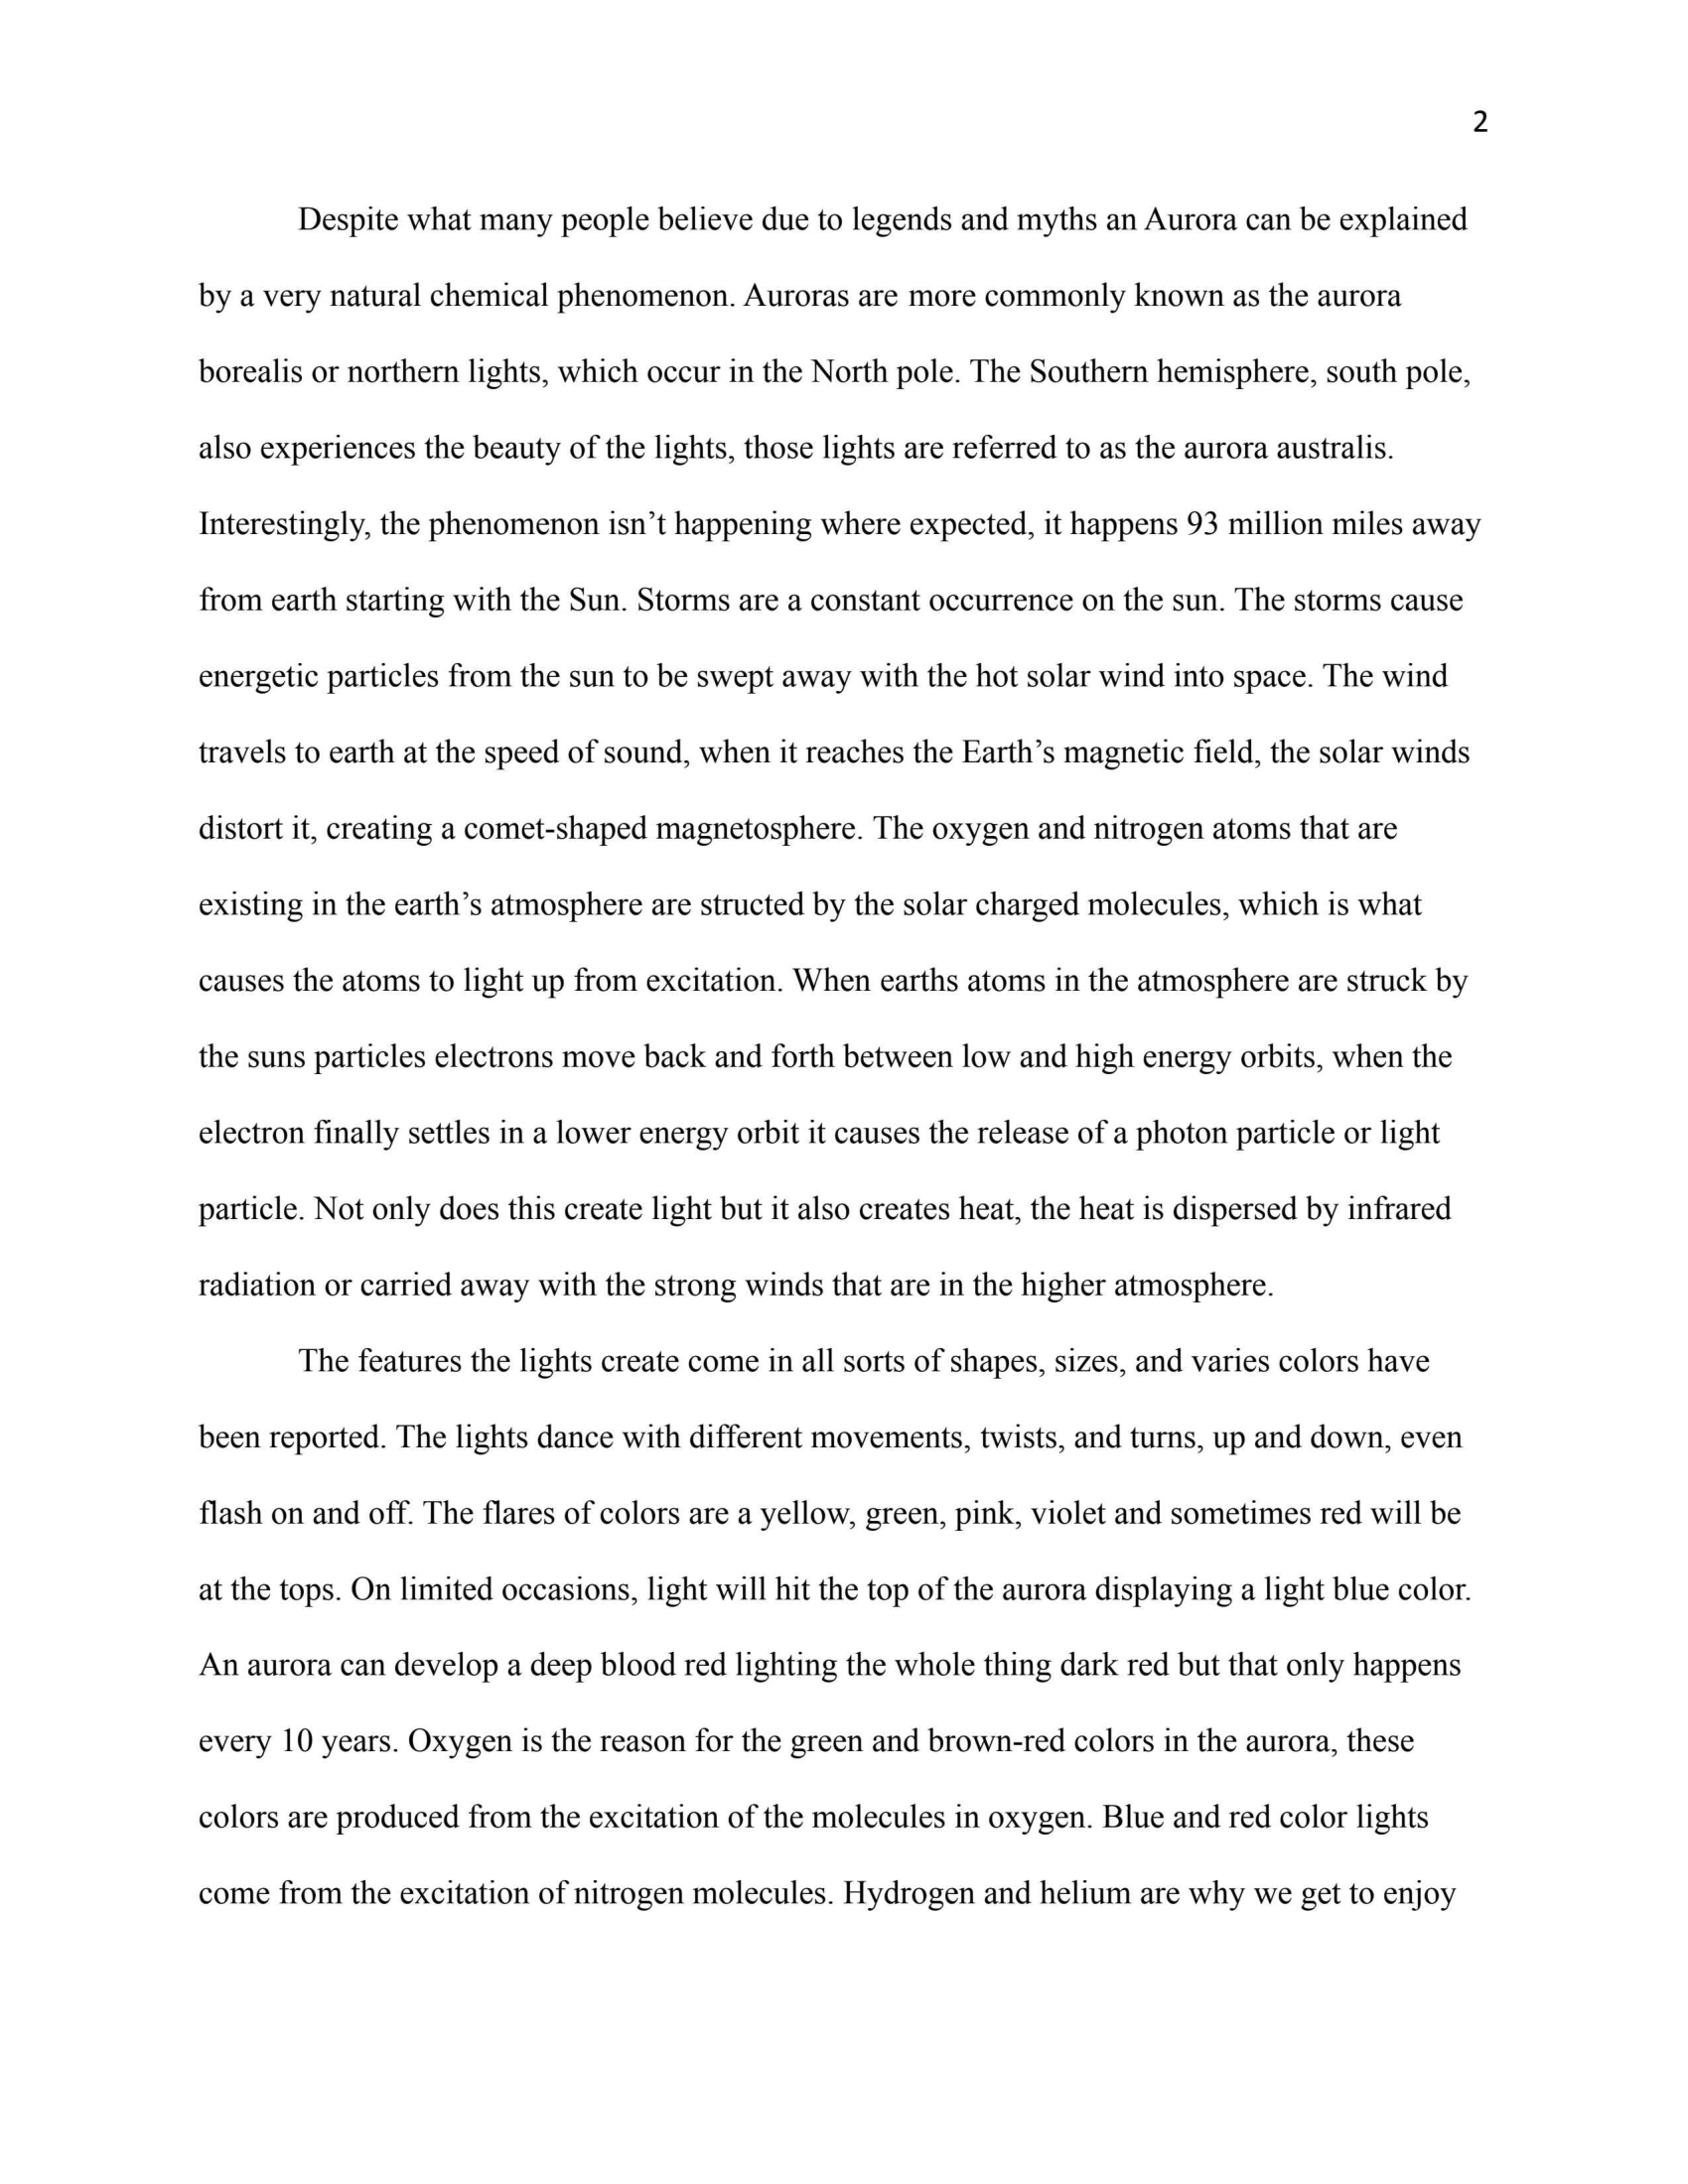 2
Despite what many people believe due to legends and myths an Aurora can be explained
by a very natural chemical phenomenon. Auroras are more commonly known as the aurora
borealis or northern lights, which occur in the North pole. The Southern hemisphere, south pole,
also experiences the beauty of the lights, those lights are referred to as the aurora australis.
Interestingly, the phenomenon isn’t happening where expected, it happens 93 million miles away
from earth starting with the Sun. Storms are a constant occurrence on the sun. The storms cause
energetic particles from the sun to be swept away with the hot solar wind into space. The wind
travels to earth at the speed of sound, when it reaches the Earth’s magnetic field, the solar winds
distort it, creating a comet-shaped magnetosphere. The oxygen and nitrogen atoms that are
existing in the earth’s atmosphere are structed by the solar charged molecules, which is what
causes the atoms to light up from excitation. When earths atoms in the atmosphere are struck by
the suns particles electrons move back and forth between low and high energy orbits, when the
electron finally settles in a lower energy orbit it causes the release of a photon particle or light
particle. Not only does this create light but it also creates heat, the heat is dispersed by infrared
radiation or carried away with the strong winds that are in the higher atmosphere.
The features the lights create come in all sorts of shapes, sizes, and varies colors have
been reported. The lights dance with different movements, twists, and turns, up and down, even
flash on and off. The flares of colors are a yellow, green, pink, violet and sometimes red will be
at the tops. On limited occasions, light will hit the top of the aurora displaying a light blue color.
An aurora can develop a deep blood red lighting the whole thing dark red but that only happens
every 10 years. Oxygen is the reason for the green and brown-red colors in the aurora, these
colors are produced from the excitation of the molecules in oxygen. Blue and red color lights
come from the excitation of nitrogen molecules. Hydrogen and helium are why we get to enjoy